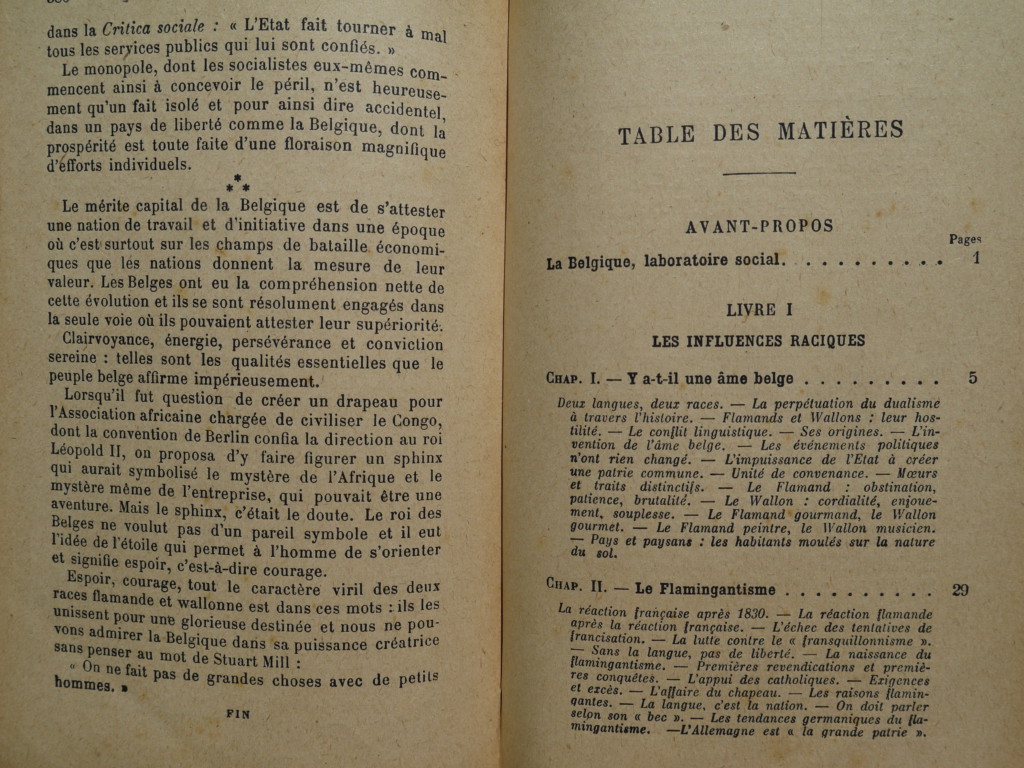 dans la Critica sociale : « L'Etat fait tourner à mal
tous les services publics qui lui sont confiés. »
Le monopole, dont les socialistes eux-mêmes com-
mencent ainsi à concevoir le péril, n'est heureuse-
ment qu'un fait isolé et pour ainsi dire accidentel,
dans un pays de liberté comme la Belgique, dont la
prospérité est toute faite d'une floraison magnifique
d'efforts individuels.
*
* *
Le mérite capital de la Belgique est de s'attester
une nation de travail et d'initiative dans une époque
où c'est surtout sur les champs de bataille économi-
ques que les nations donnent la mesure de leur
valeur. Les Belges ont eu la compréhension nette de
cette évolution et ils se sont résolument engagés dans
la seule voie où ils pouvaient attester leur supériorité.
Clairvoyance, énergie, persévérance et conviction
sereine : telles sont les qualités essentielles que le
peuple belge affirme impérieusement.
Lorsqu'il fut question de créer un drapeau pour
l'Association africaine chargée de civiliser le Congo,
dont la convention de Berlin confia la direction au roi
Léopold II, on proposa d'y faire figurer un sphinx
qui aurait symbolisé le mystère de l'Afrique et le
mystère même de l'entreprise, qui pouvait être une
aventure. Mais le sphinx, c'était le doute. Le roi des
Belges ne voulut pas d'un pareil symbole et il eut
l'idée de l'étoile qui permet à l'homme de s'orienter
et signifie espoir, c'est-à-dire courage.
Espoir, courage, tout le caractère viril des deux
races flamande et wallonne est dans ces mots : ils les
unissent pour une glorieuse destinée et nous ne pou-
vons admirer la Belgique dans sa puissance créatrice
sans penser au mot de Stuart Mill :
« On ne fait pas de grandes choses avec de petits
hommes. »
FIN
TABLE DES MATIÈRES
AVANT-PROPOS
Pages
La Belgique, laboratoire social. . . . . . . . . . . 1
LIVRE I
LES INFLUENCES RACIQUES
CHAP. I. — Y a-t-il une âme belge . . . . . . . . . 5
Deux langues, deux races. — La perpétuation du dualisme
à travers l'histoire. — Flamands et Wallons : leur hos-
tilité. — Le conflit linguistique. — Ses origines. — L'in-
vention de l'âme belge. — Les événements politiques
n'ont rien changé. — L'impuissance de l'Etat à créer
une patrie commune. — Unité de convenance. — Mœurs
et traits distinctifs. — Le Flamand : obstination,
patience, brutalité. — Le Wallon : cordialité, enjoue-
ment, souplesse. — Le Flamand gourmand, le Wallon
gourmet. — Le Flamand peintre, le Wallon musicien.
— Pays et paysans : les habitants moulés sur la nature
du sol.
CHAP. II. — Le Flamingantisme . . . . . . . . . . 29
La réaction française après 1830. — La réaction flamande
après la réaction française. — L'échec des tentatives de
francisation. — La lutte contre le « fransquillonnisme ».
— Sans la langue, pas de liberté. — La naissance du
flamingantisme. — Premières revendications et premiè-
res conquêtes. — L'appui des catholiques. — Exigences
et excès. — L'affaire du chapeau. — Les raisons flamin-
gantes. — La langue, c'est la nation. — On doit parler
selon son « bec ». — Les tendances germaniques du fla-
mingantisme. —L'Allemagne est « la grande patrie ».